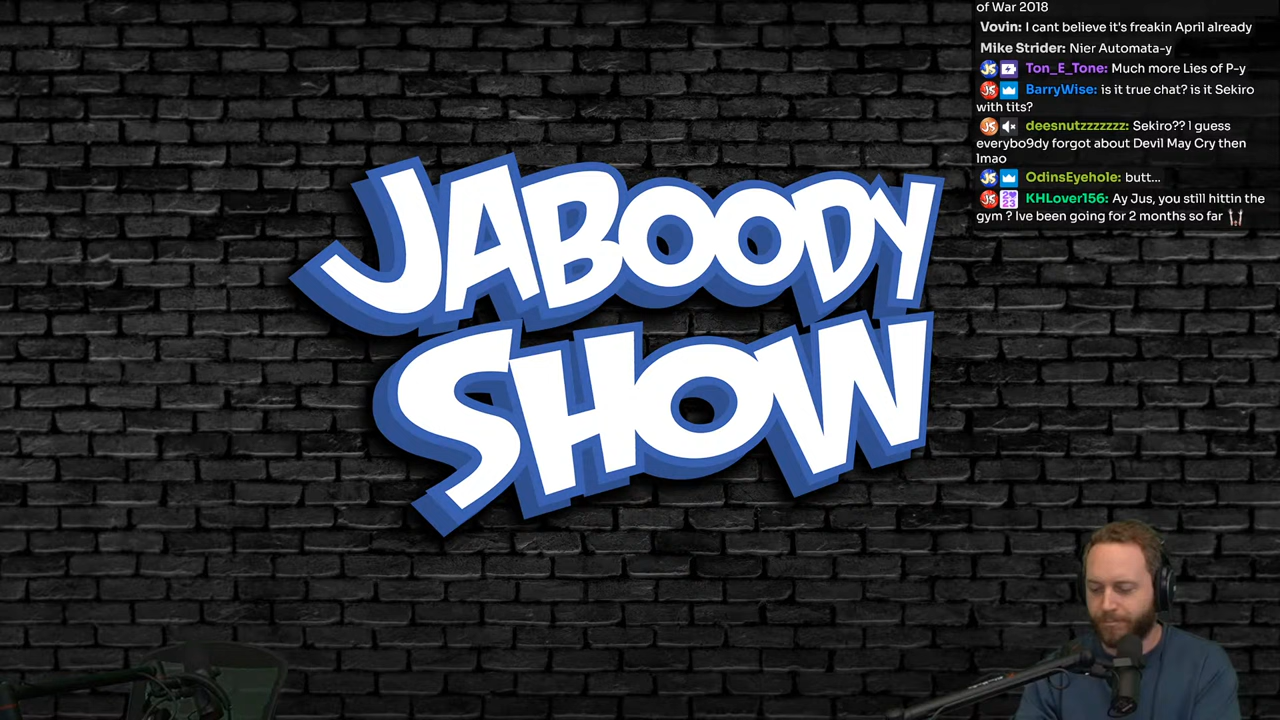 of War 2018
Vovin: I cant believe it's freakin April already
Mike Strider: Nier Automata-y
Ton_E_Tone: Much more Lies of P-y
BarryWise: is it true chat? is it Sekiro
with tits?
deesnutzzzzzzz: Sekiro?? I guess
everybo9dy forgot about Devil May Cry then
lmao
OdinsEyehole: butt...
KHLover156: Ay Jus, you still hittin the
gym ? Ive been going for 2 months so far
JABOODY
SHOW